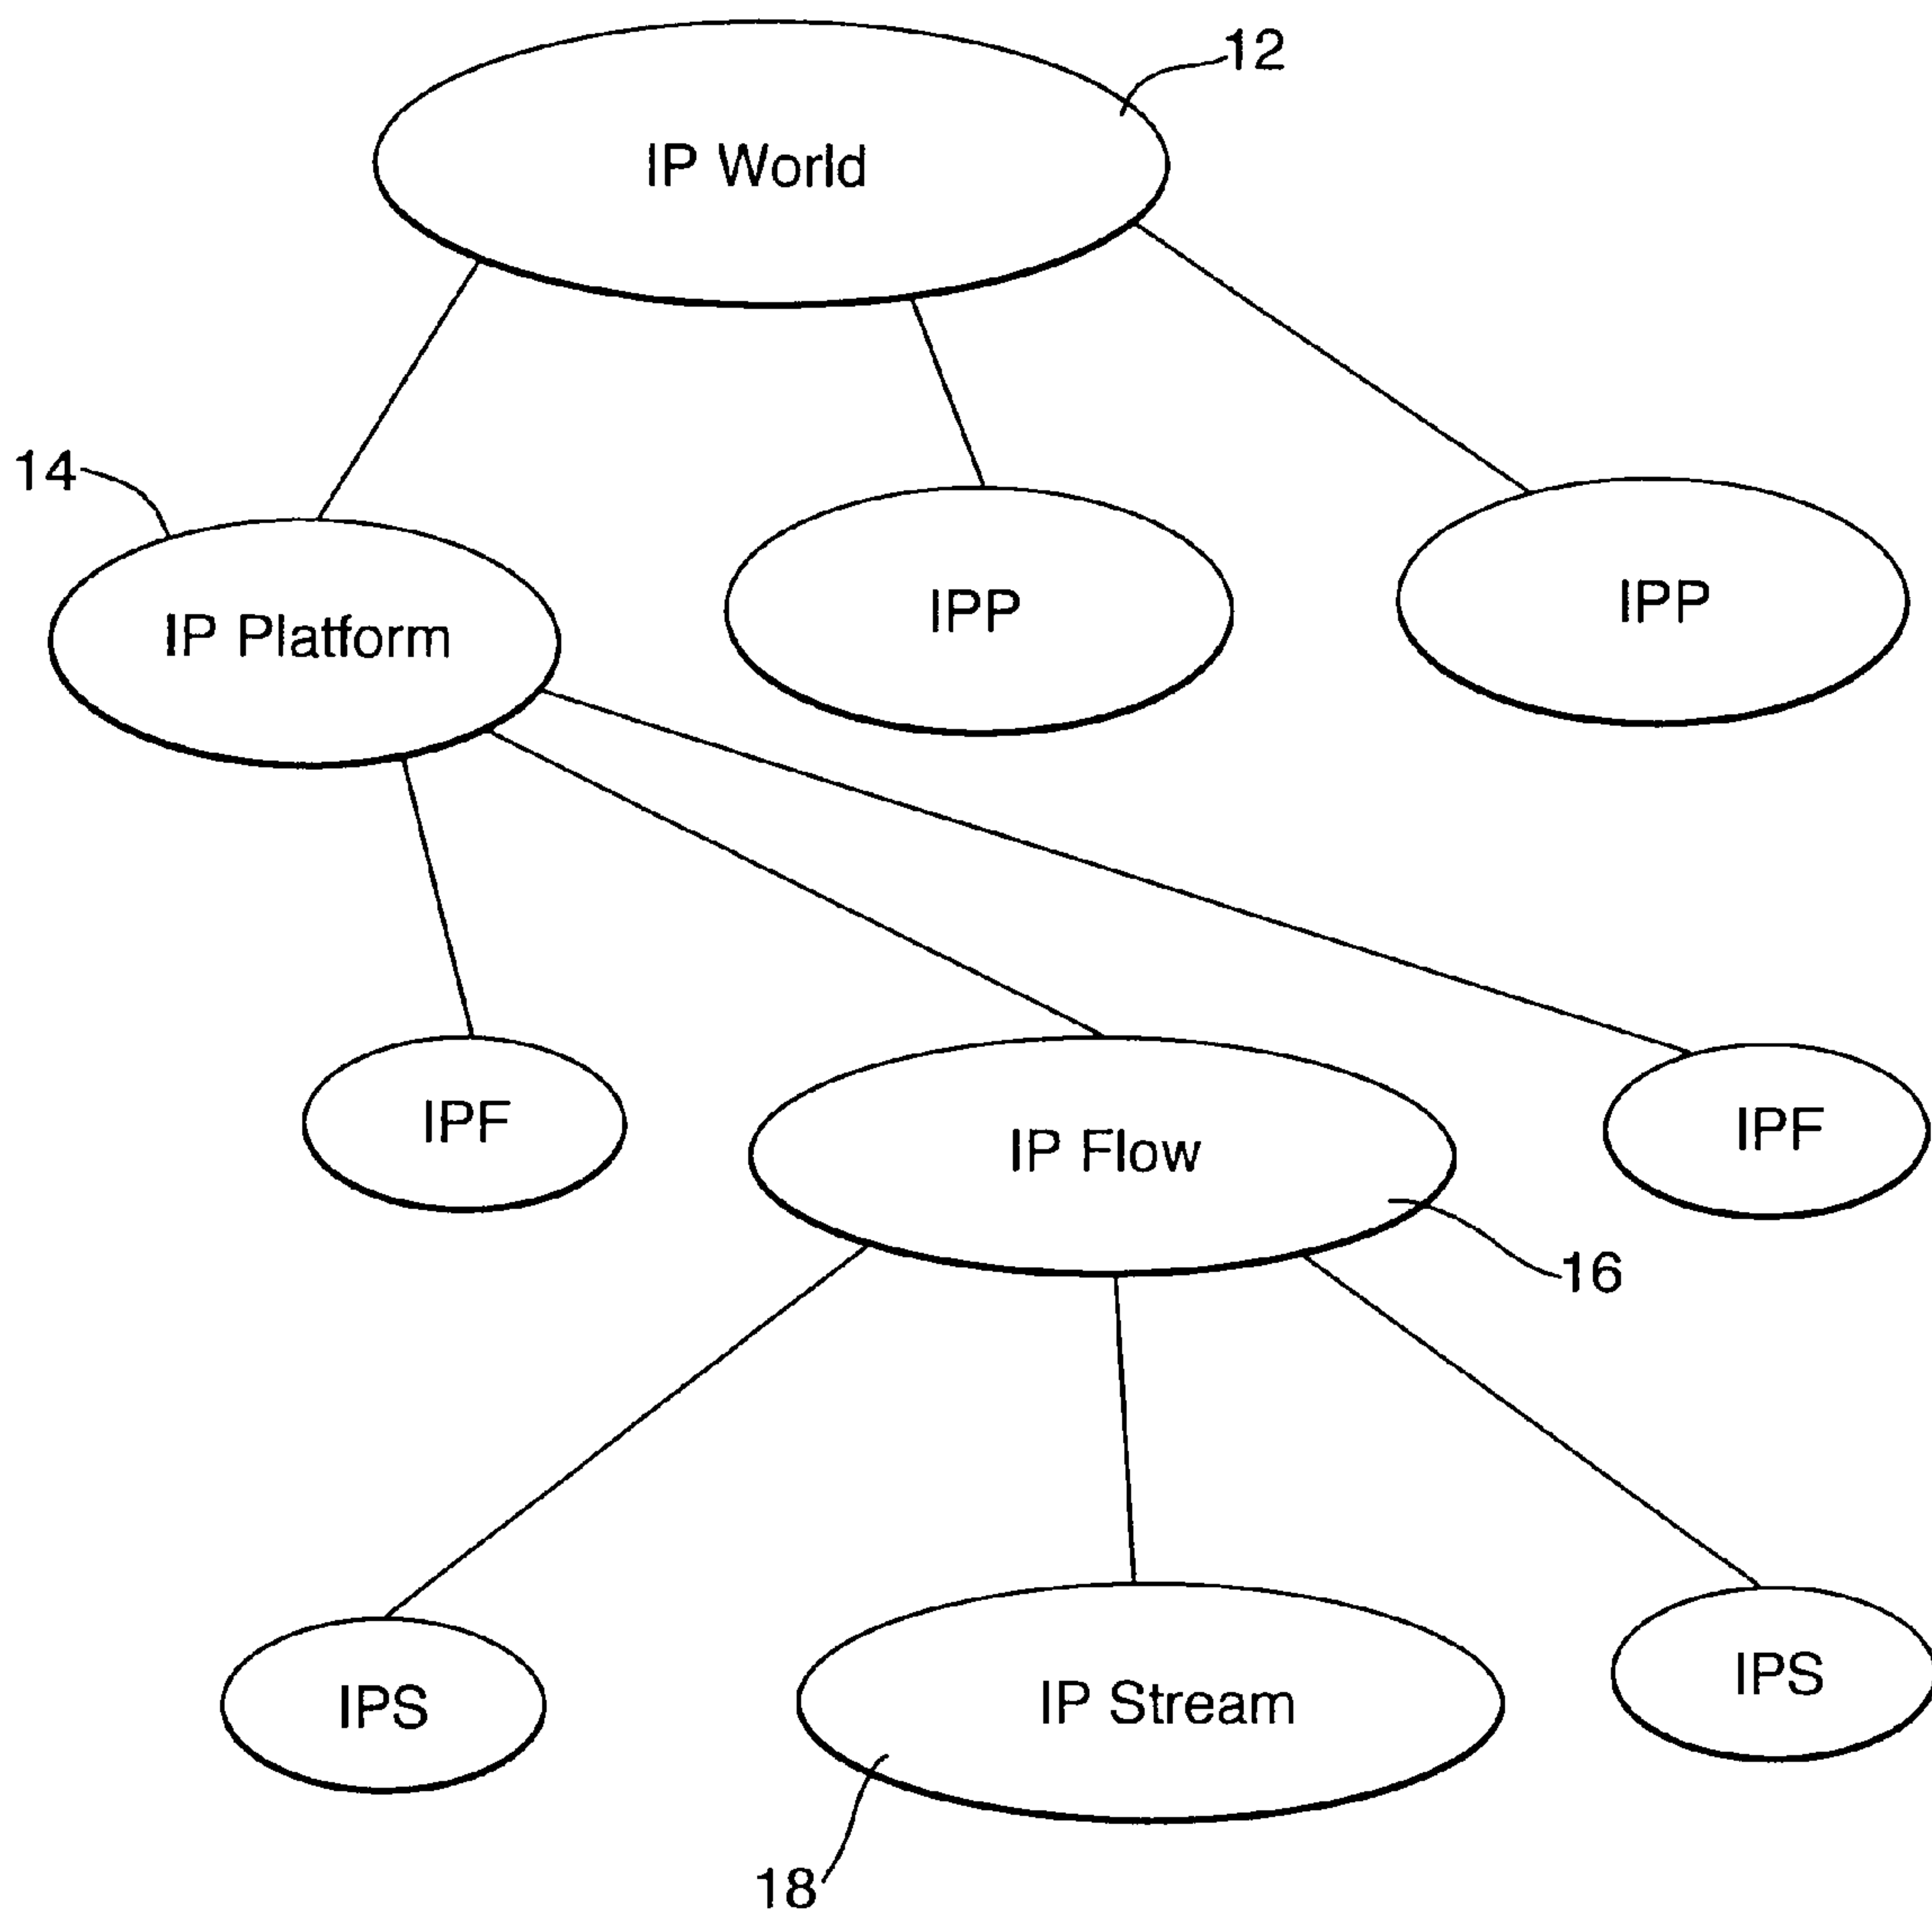 12
IP World
14
IP Platform
IPP
IPP
IPF
IP Flow
IPF
16
IPS
IP Stream
IPS
18